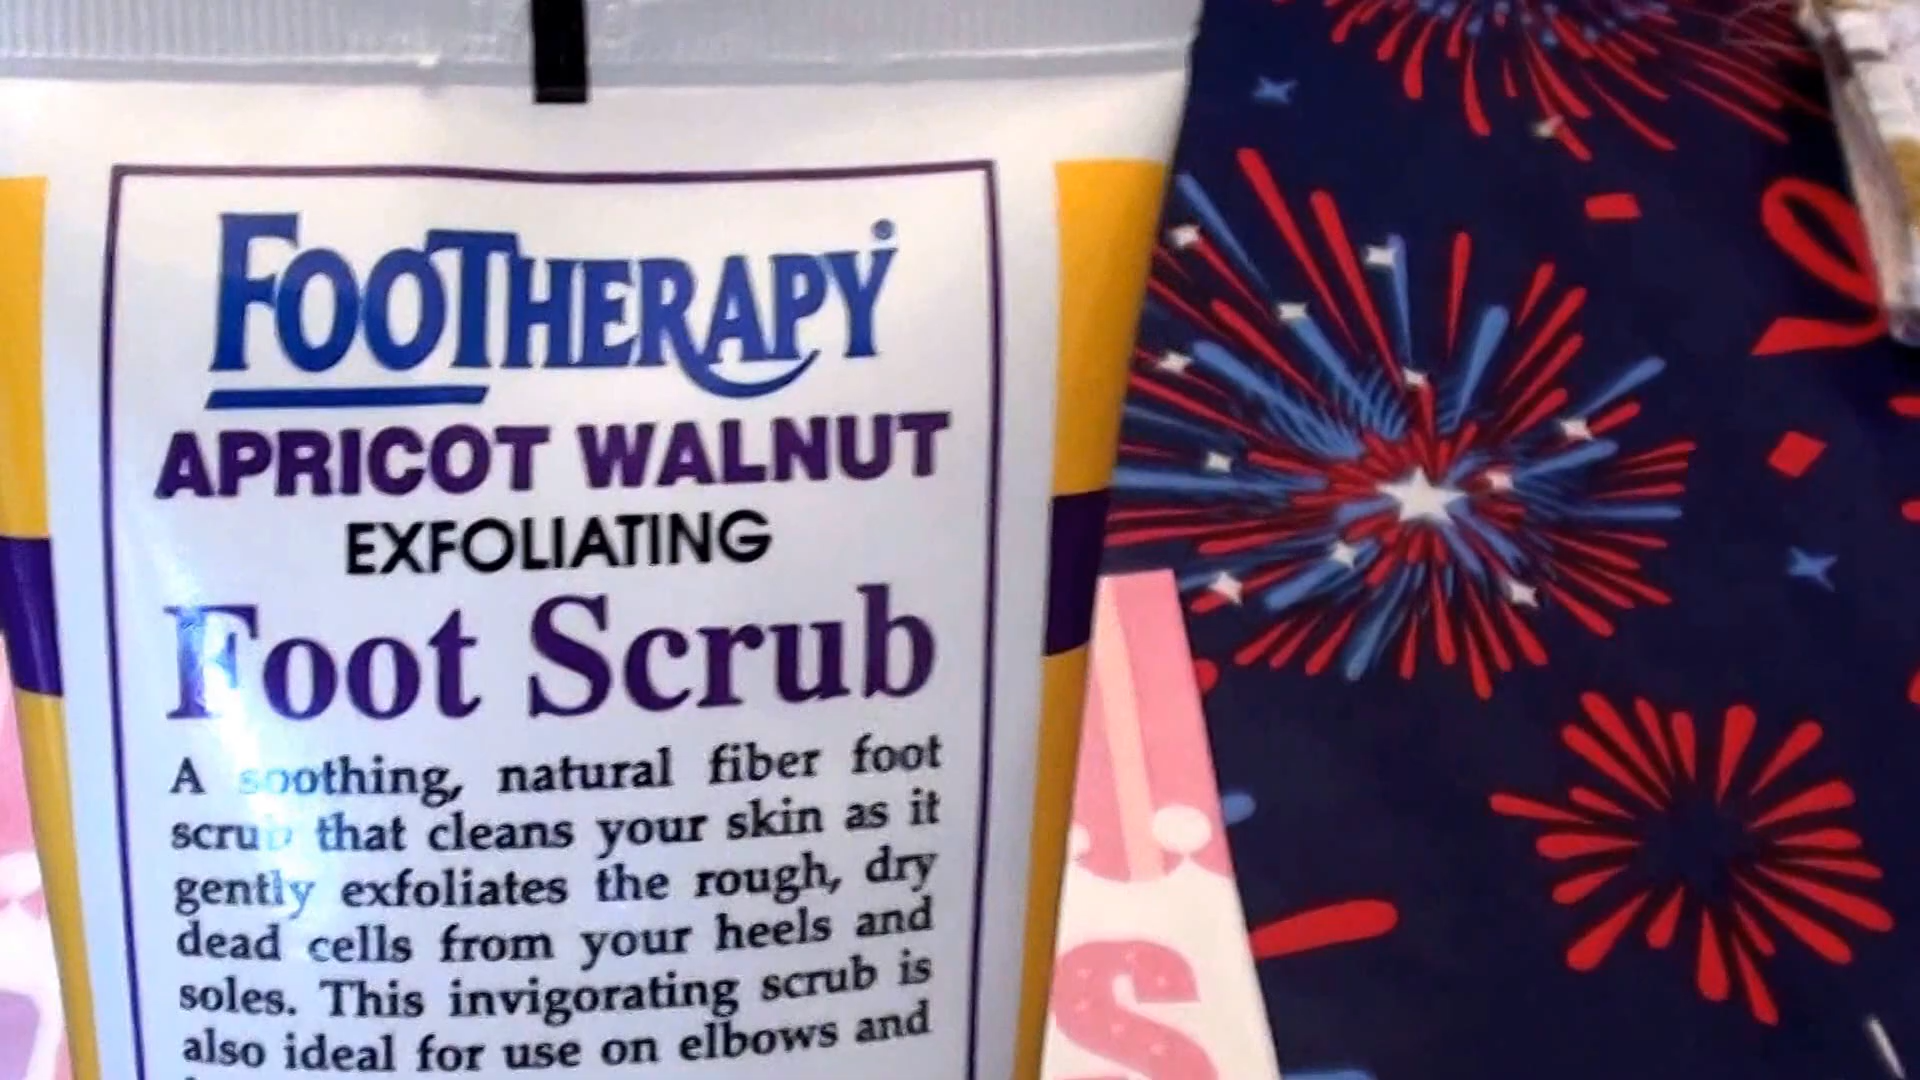 FOOTHERAPY®
APRICOT WALNUT
EXFOLIATING
Foot Scrub
A soothing, natural fiber foot
scrub that cleans your skin as it
gently exfoliates the rough, dry
dead cells from your heels and
soles. This invigorating scrub is
also ideal for use on elbows and